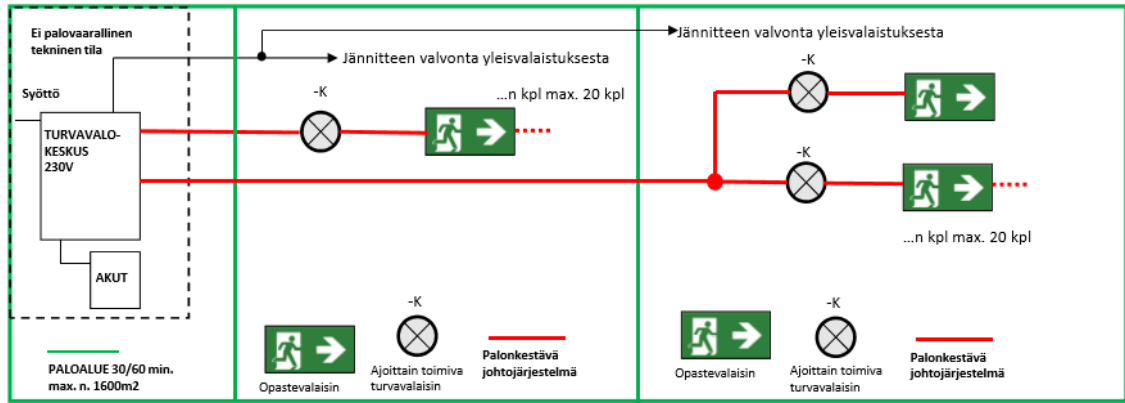 Ei palovaarallinen
tekninen tila
Syöttö
TURVAVALO-
KESKUS
230V
AKUT
PALOALUE 30/60 min.
max. n. 1600m2
Jännitteen valvonta yleisvalaistuksesta
-K
...n kpl max. 20 kpl
-K
Opastevalaisin
Ajoittain toimiva
turvavalaisin
Palonkestävä
johtojärjestelmä
Jännitteen valvonta yleisvalaistuksesta
-K
-K
...n kpl max. 20 kpl
-K
Opastevalaisin
Ajoittain toimiva
turvavalaisin
Palonkestävä
johtojärjestelmä